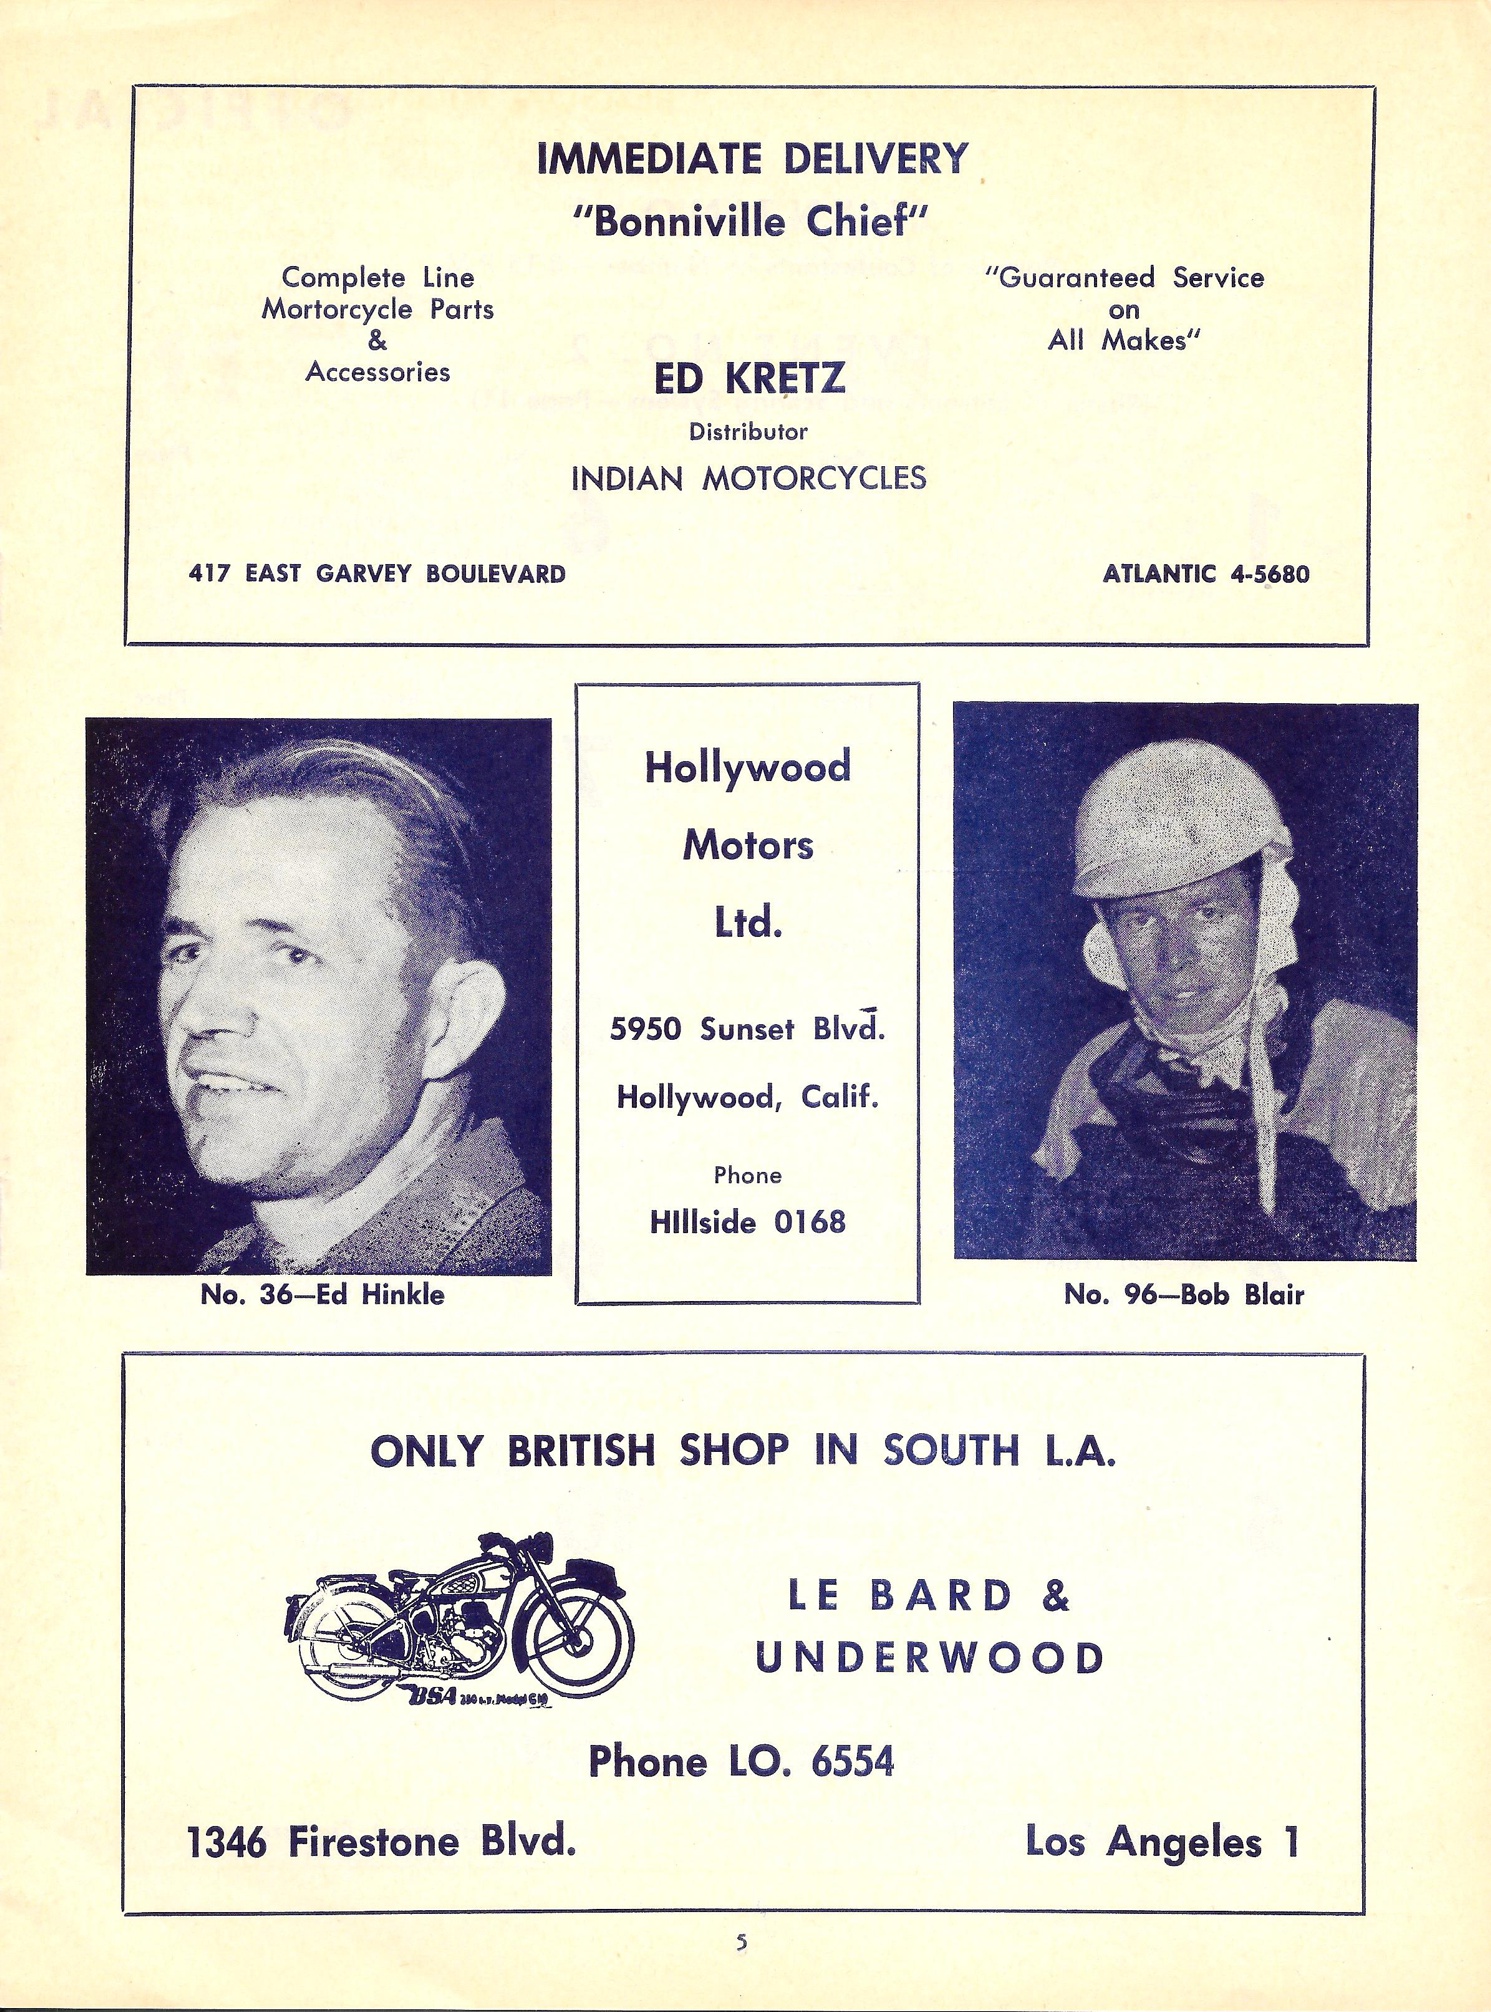 IMMEDIATE DELIVERY
"Bonniville Chief"
Complete Line
Mortorcycle Parts
&
Accessories
"Guaranteed Service
on
All Makes"
ED KRETZ
Distributor
INDIAN MOTORCYCLES
417 EAST GARVEY BOULEVARD
ATLANTIC 4-5680
Hollywood
Motors
Ltd.
5950 Sunset Blvd.
Hollywood, Calif.
Phone
HIllside 0168
No. 36—Ed Hinkle
No. 96—Bob Blair
ONLY BRITISH SHOP IN SOUTH L.A.
BSA 250 c.c. Model C10
LE BARD &
UNDERWOOD
Phone LO. 6554
1346 Firestone Blvd.
Los Angeles 1
5